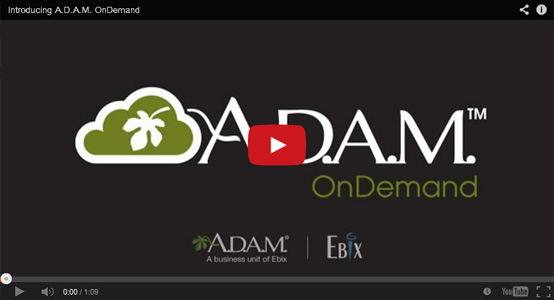 Introducing A.D.A.M. OnDemand
A.D.A.M.™
OnDemand
A.D.A.M.®
A business unit of Ebix
EBIX
0:00 / 1:09
YouTube